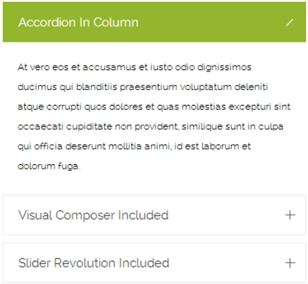 Accordion In Column
At vero eos et accusamus et iusto odio dignissimos
ducimus qui blanditiis praesentium voluptatum deleniti
atque corrupti quos dolores et quas molestias excepturi sint
occaecati cupiditate non provident, similique sunt in culpa
qui officia deserunt mollitia animi, id est laborum et
dolorum fuga.
Visual Composer Included
Slider Revolution Included